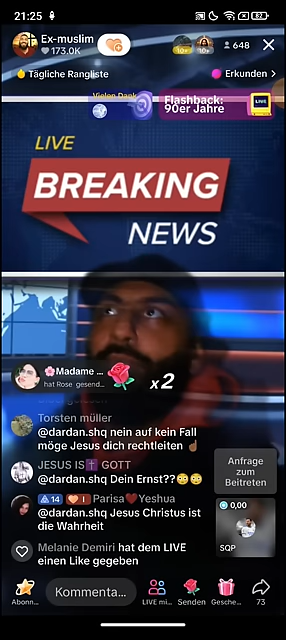 21:25
82
Ex-muslim
173.0K
10+
10+
648
Tägliche Rangliste
Erkunden >
Vielen Dank
Flashback:
90er Jahre
LIVE
LIVE
BREAKING
NEWS
Madame ...
hat Rose gesend...
x2
Torsten müller
@dardan.shq nein auf kein Fall
möge Jesus dich rechtleiten
JESUS IS✝️ GOTT
@dardan.shq Dein Ernst??😳😳
14 I Parisa♥Yeshua
@dardan.shq Jesus Christus ist
die Wahrheit
Melanie Demiri hat dem LIVE
einen Like gegeben
Anfrage
zum
Beitreten
0,00
SQP
Abonn...
Kommenta...
LIVE mi...
Senden
Gesche...
73